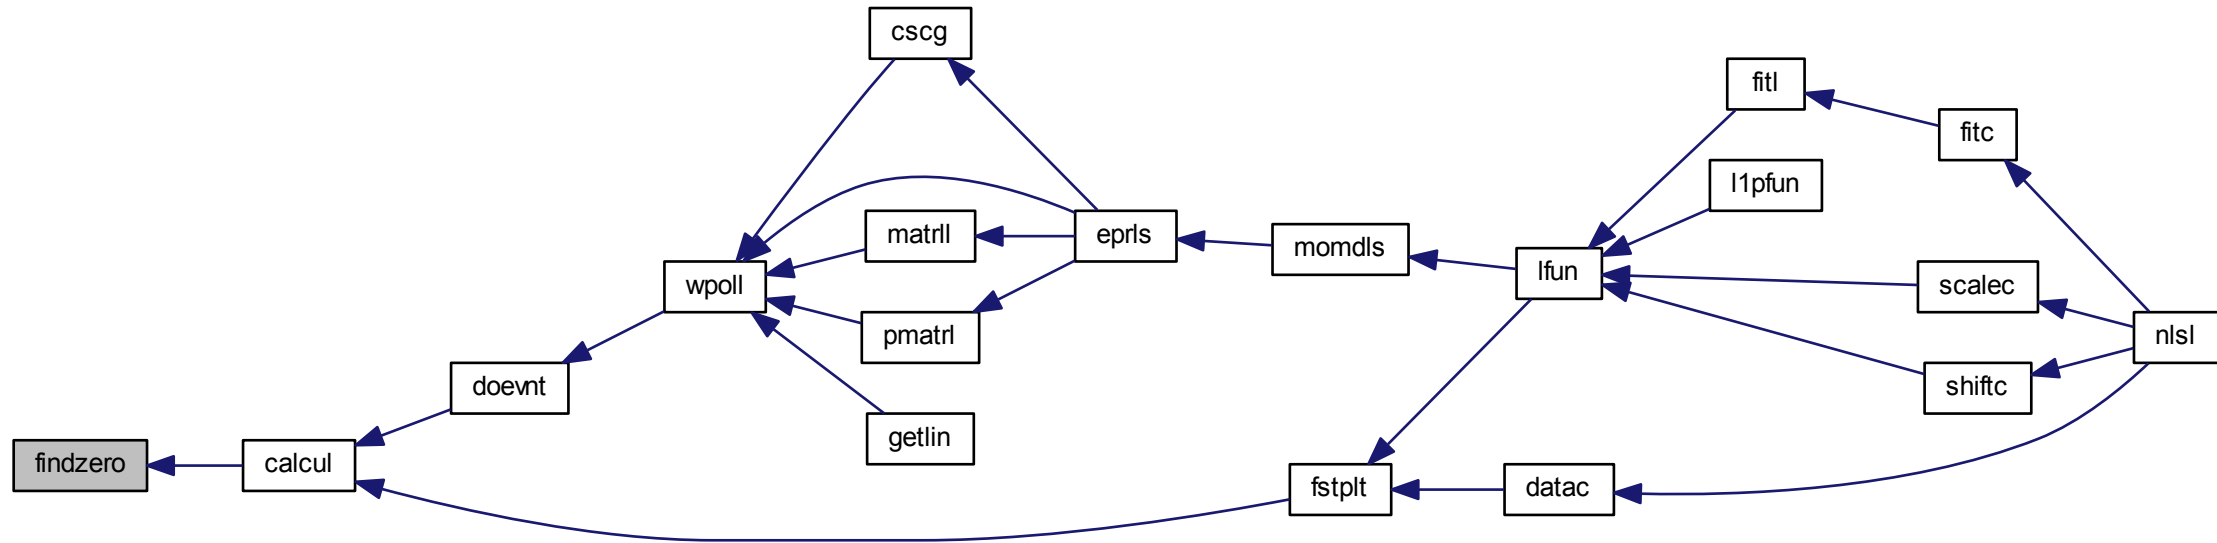 cscg
fitl
fitc
l1pfun
matrll
eprls
momdls
lfun
scalec
wpoll
pmatrl
nlsl
doevnt
shiftc
getlin
findzero
calcul
fstplt
datac